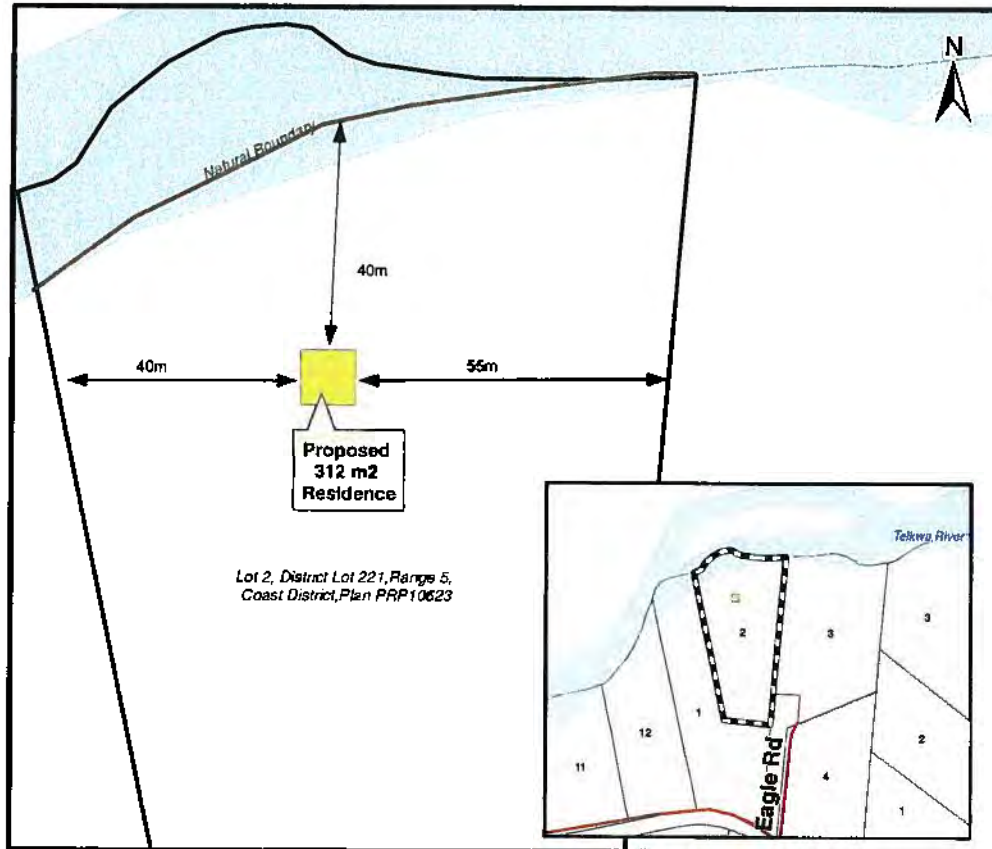 N
Natural Boundary
40m
40m
55m
Proposed
312 m2
Residence
Lot 2, District Lot 221, Range 5,
Coast District, Plan PRP10623
Telkwa River
2
3
3
1
12
11
2
4
1
Eagle Rd